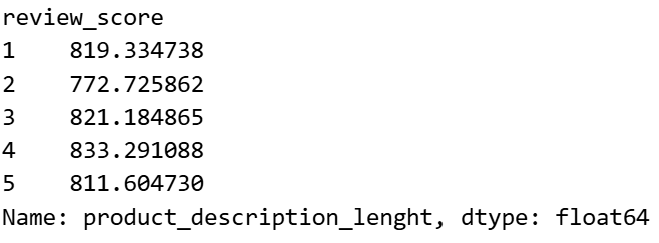 review_score
1    819.334738
2    772.725862
3    821.184865
4    833.291088
5    811.604730
Name: product_description_lenght, dtype: float64